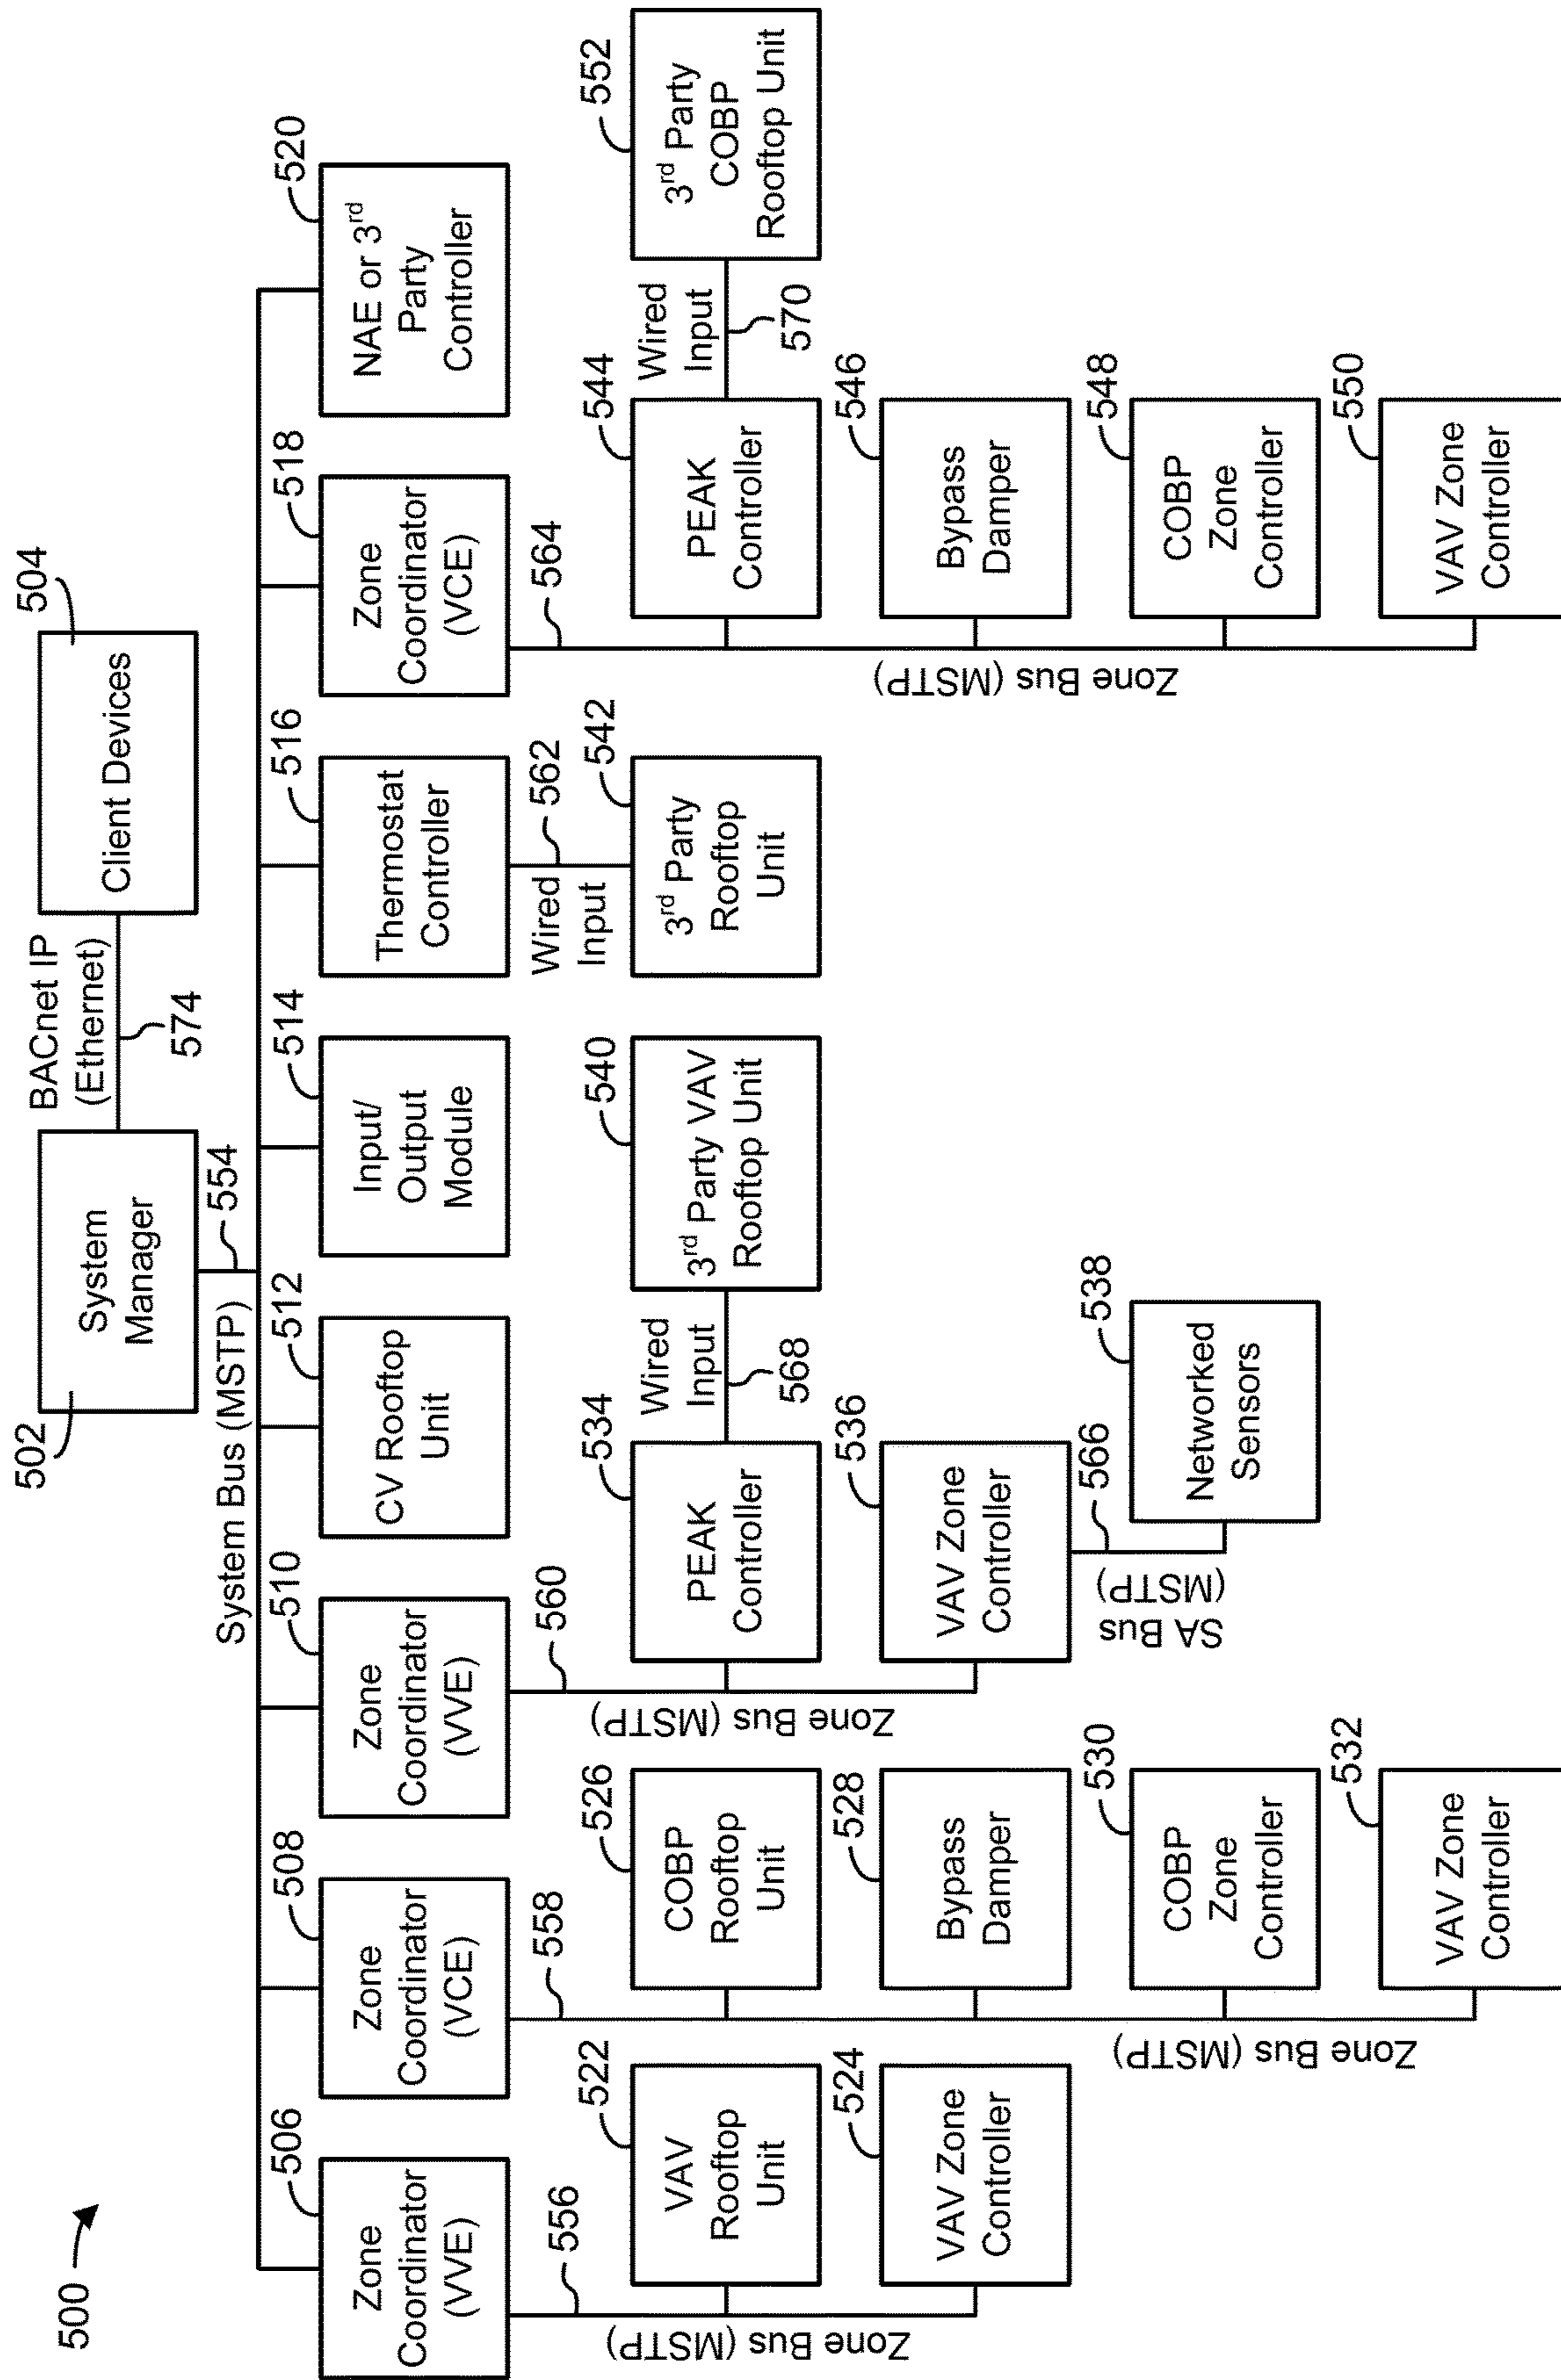 500
502
System
Manager
BACnet IP
(Ethernet)
574
Client Devices
504
System Bus (MSTP)
554
506
Zone
Coordinator
(VVE)
508
Zone
Coordinator
(VCE)
510
Zone
Coordinator
(VVE)
512
CV Rooftop
Unit
514
Input/
Output
Module
516
Thermostat
Controller
518
Zone
Coordinator
(VCE)
520
NAE or 3rd
Party
Controller
556
Zone Bus (MSTP)
522
VAV
Rooftop
Unit
524
VAV Zone
Controller
558
Zone Bus (MSTP)
526
COBP
Rooftop
Unit
528
Bypass
Damper
530
COBP
Zone
Controller
532
VAV Zone
Controller
560
Zone Bus (MSTP)
534
PEAK
Controller
Wired
Input
568
540
3rd Party VAV
Rooftop Unit
536
VAV Zone
Controller
566
SA Bus
(MSTP)
538
Networked
Sensors
Wired
Input
562
542
3rd Party
Rooftop
Unit
564
Zone Bus (MSTP)
544
PEAK
Controller
Wired
Input
570
552
3rd Party
COBP
Rooftop Unit
546
Bypass
Damper
548
COBP
Zone
Controller
550
VAV Zone
Controller